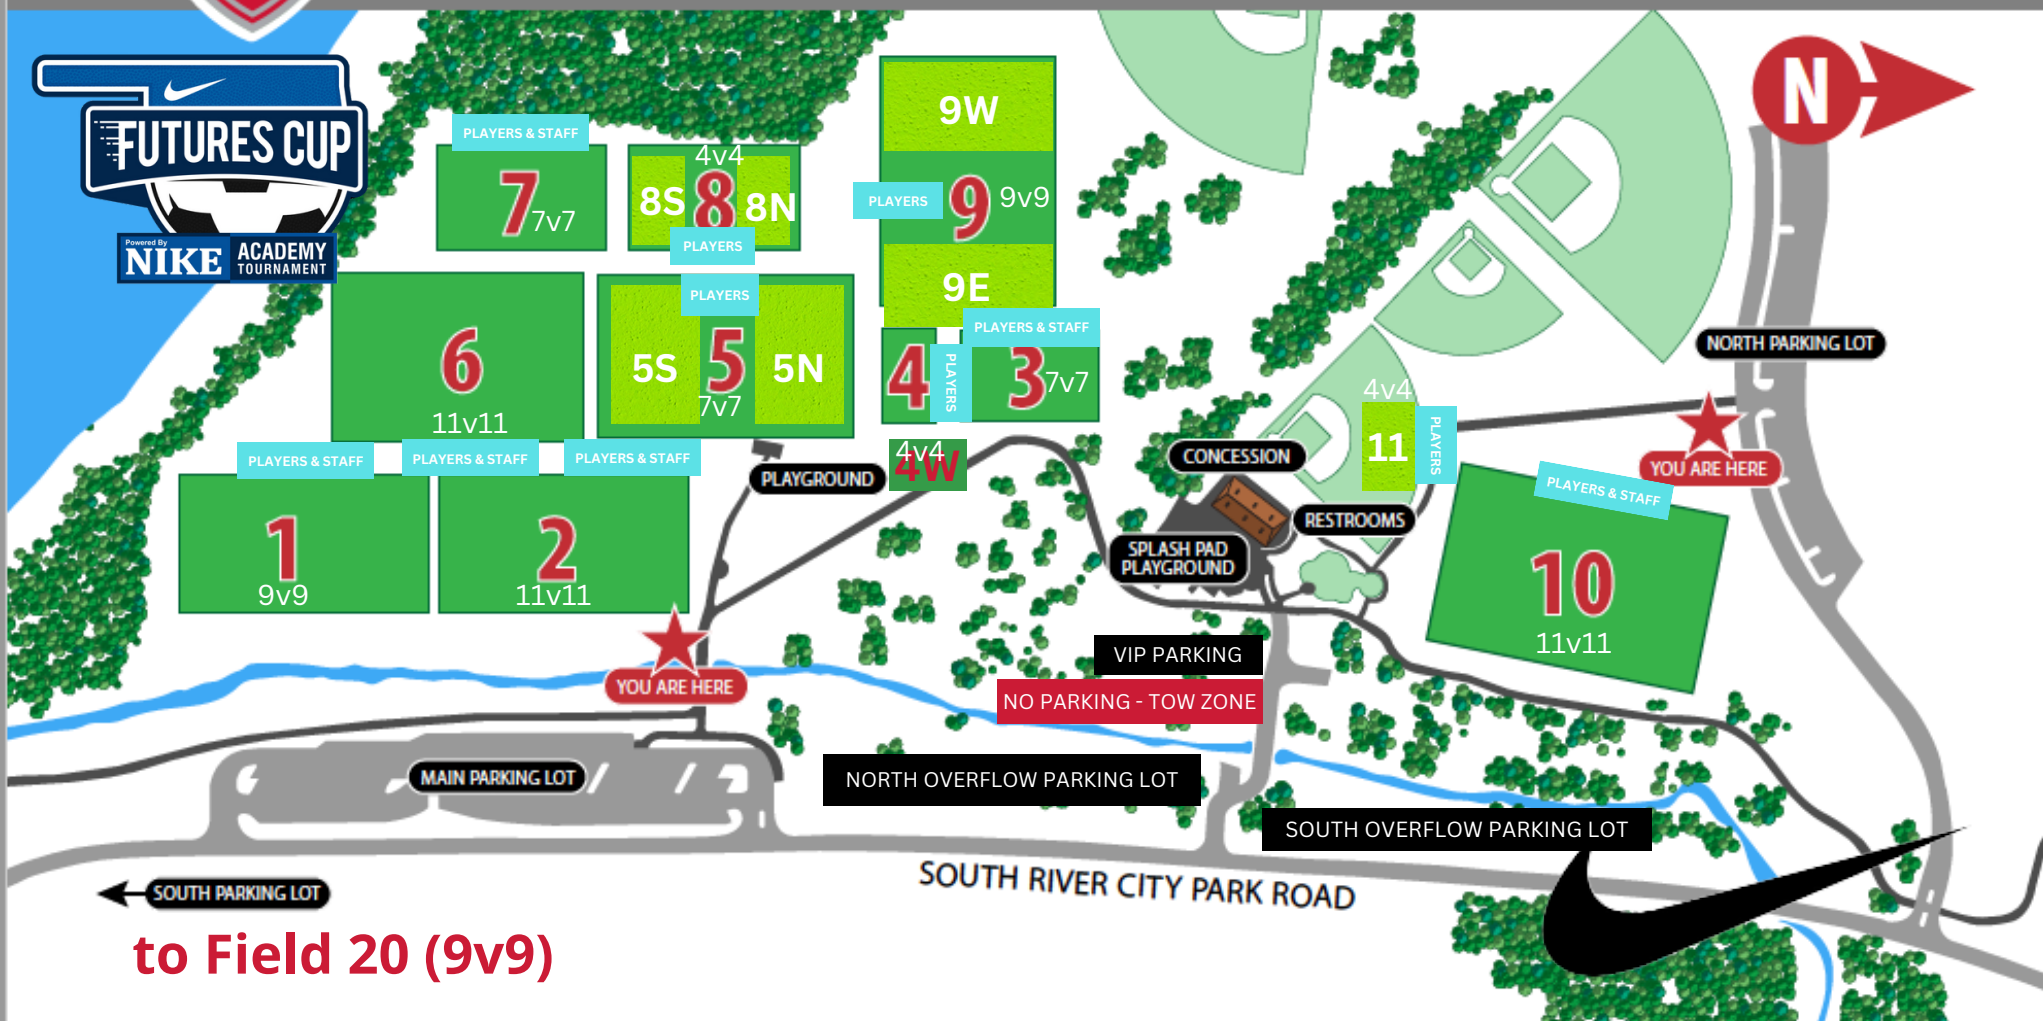 FUTURES CUP
Powered By
NIKE
ACADEMY
TOURNAMENT
N
PLAYERS & STAFF
7
7v7
4v4
8S
8
8N
PLAYERS
9W
PLAYERS
9
9v9
9E
6
11v11
PLAYERS
5S
5
5N
7v7
4
PLAYERS
PLAYERS & STAFF
3
7v7
4v4
4W
4v4
11
PLAYERS
NORTH PARKING LOT
YOU ARE HERE
PLAYERS & STAFF
PLAYERS & STAFF
PLAYERS & STAFF
PLAYGROUND
CONCESSION
RESTROOMS
SPLASH PAD
PLAYGROUND
PLAYERS & STAFF
10
11v11
1
9v9
2
11v11
YOU ARE HERE
VIP PARKING
NO PARKING - TOW ZONE
MAIN PARKING LOT
NORTH OVERFLOW PARKING LOT
SOUTH OVERFLOW PARKING LOT
SOUTH RIVER CITY PARK ROAD
SOUTH PARKING LOT
to Field 20 (9v9)